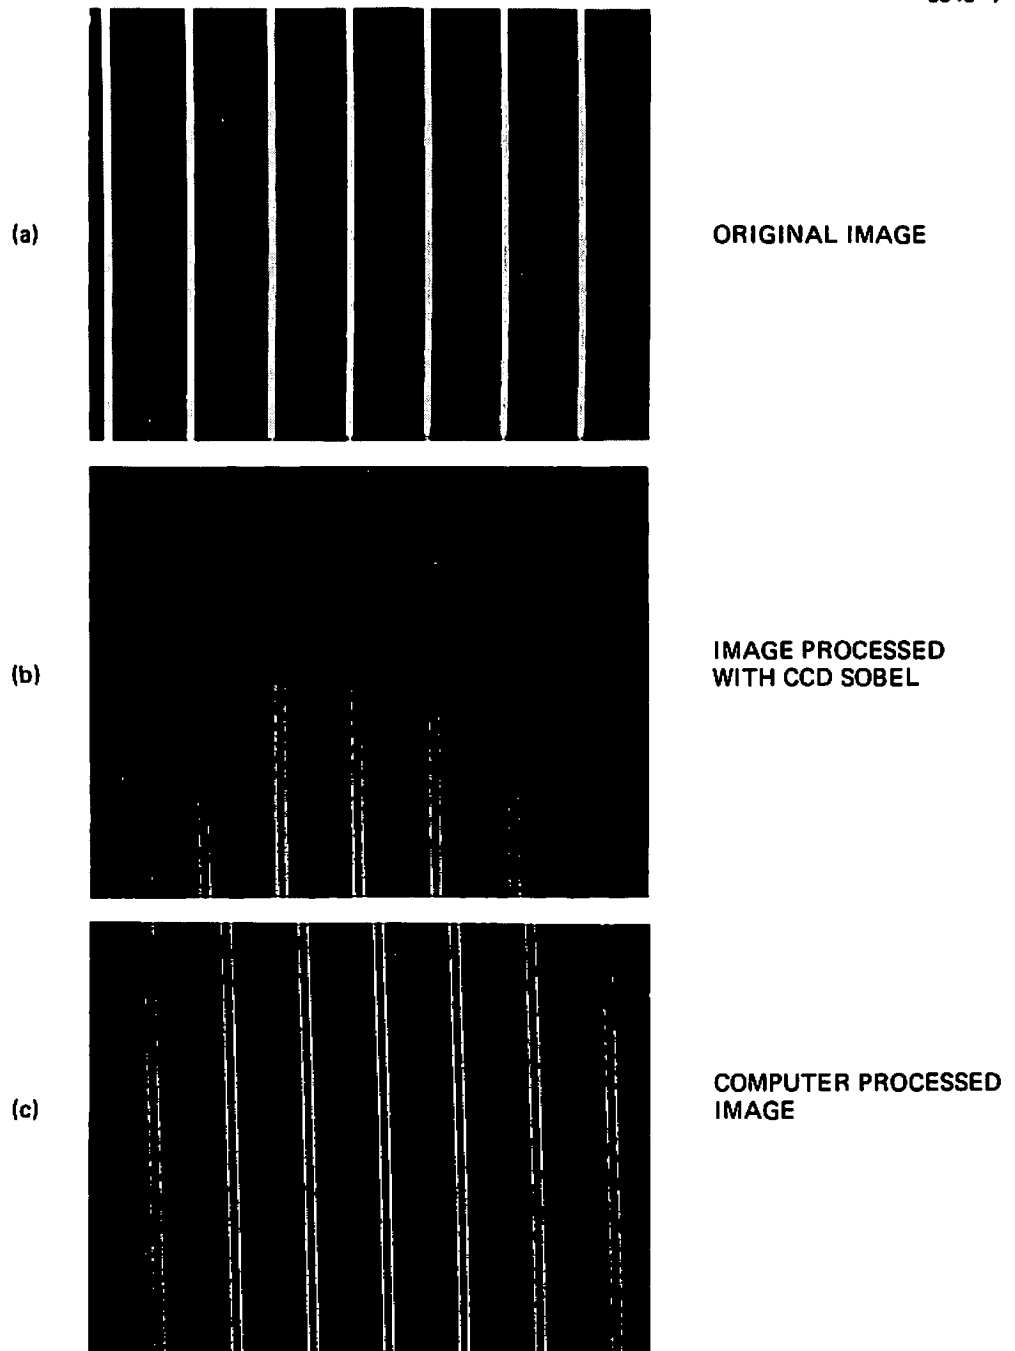 (a)
ORIGINAL IMAGE
(b)
IMAGE PROCESSED
WITH CCD SOBEL
(c)
COMPUTER PROCESSED
IMAGE